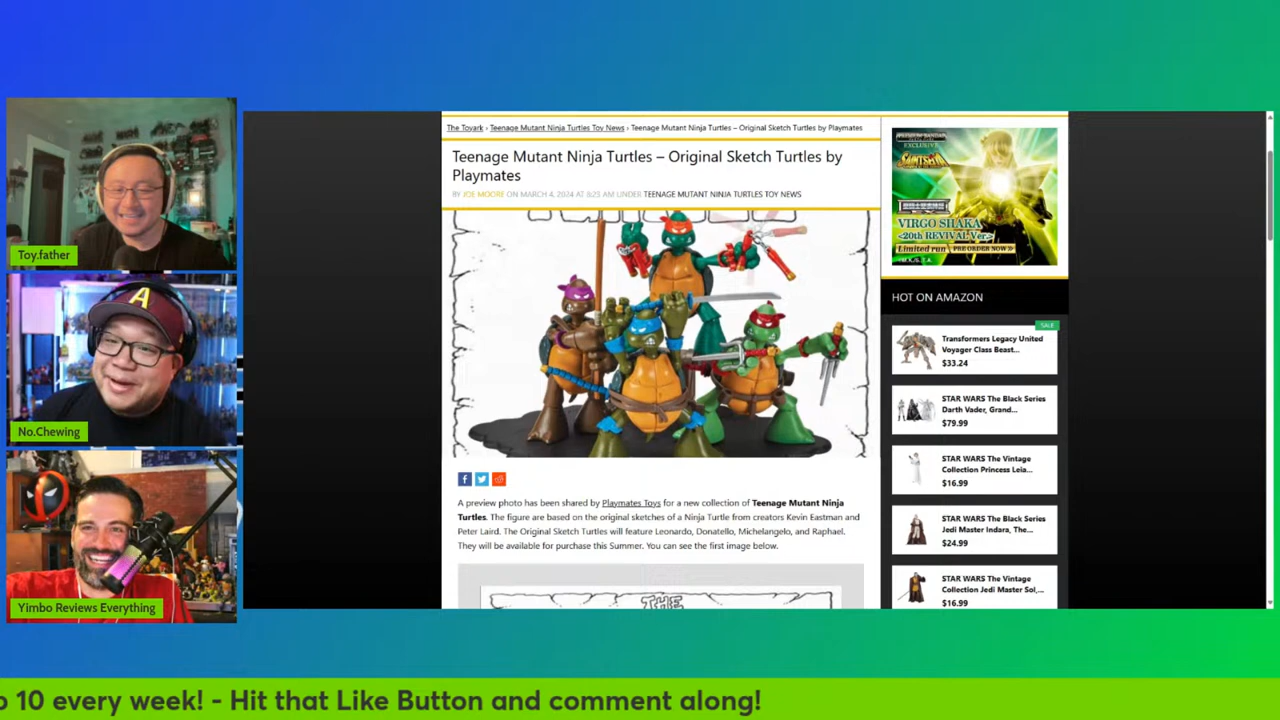 Toy.father
No.Chewing
Yimbo Reviews Everything
The Toyark › Teenage Mutant Ninja Turtles Toy News › Teenage Mutant Ninja Turtles – Original Sketch Turtles by Playmates
Teenage Mutant Ninja Turtles – Original Sketch Turtles by
Playmates
BY JOE MOORE ON MARCH 4, 2024 AT 8:23 AM UNDER TEENAGE MUTANT NINJA TURTLES TOY NEWS
A preview photo has been shared by Playmates Toys for a new collection of Teenage Mutant Ninja
Turtles. The figure are based on the original sketches of a Ninja Turtle from creators Kevin Eastman and
Peter Laird. The Original Sketch Turtles will feature Leonardo, Donatello, Michelangelo, and Raphael.
They will be available for purchase this Summer. You can see the first image below.
THE
EXCLUSIVE
VIRGO SHAKA
<20th REVIVAL Ver.>
Limited run PRE ORDER NOW
HOT ON AMAZON
SALE
Transformers Legacy United
Voyager Class Beast...
$33.24
STAR WARS The Black Series
Darth Vader, Grand...
$79.99
STAR WARS The Vintage
Collection Princess Leia...
$16.99
STAR WARS The Black Series
Jedi Master Indara, The...
$24.99
STAR WARS The Vintage
Collection Jedi Master Sol,...
$16.99
10 every week! - Hit that Like Button and comment along!